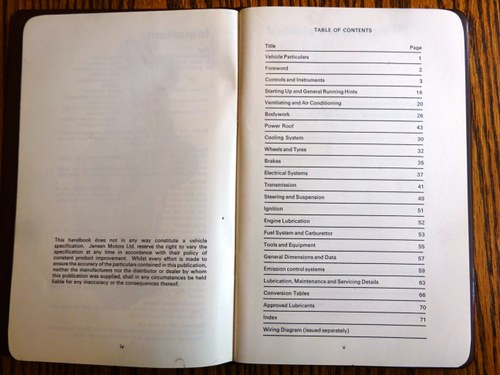 This handbook does not in any way constitute a vehicle
specification. Jensen Motors Ltd. reserve the right to vary the
specification at any time in accordance with their policy of
constant product improvement. Whilst every effort is made to
ensure the accuracy of the particulars contained in this publication,
neither the manufacturers nor the distributor or dealer by whom
this publication was supplied, shall in any circumstances be held
liable for any inaccuracy or the consequences thereof.
iv
TABLE OF CONTENTS
Title Page
Vehicle Particulars 1
Foreword 2
Controls and Instruments 3
Starting Up and General Running Hints 16
Ventilating and Air Conditioning 20
Bodywork 26
Power Roof 43
Cooling System 30
Wheels and Tyres 32
Brakes 35
Electrical Systems 37
Transmission 41
Steering and Suspension 49
Ignition 51
Engine Lubrication 52
Fuel System and Carburettor 53
Tools and Equipment 55
General Dimensions and Data 57
Emission control systems 59
Lubrication, Maintenance and Servicing Details 63
Conversion Tables 68
Approved Lubricants 70
Index 71
Wiring Diagram (issued separately)
v